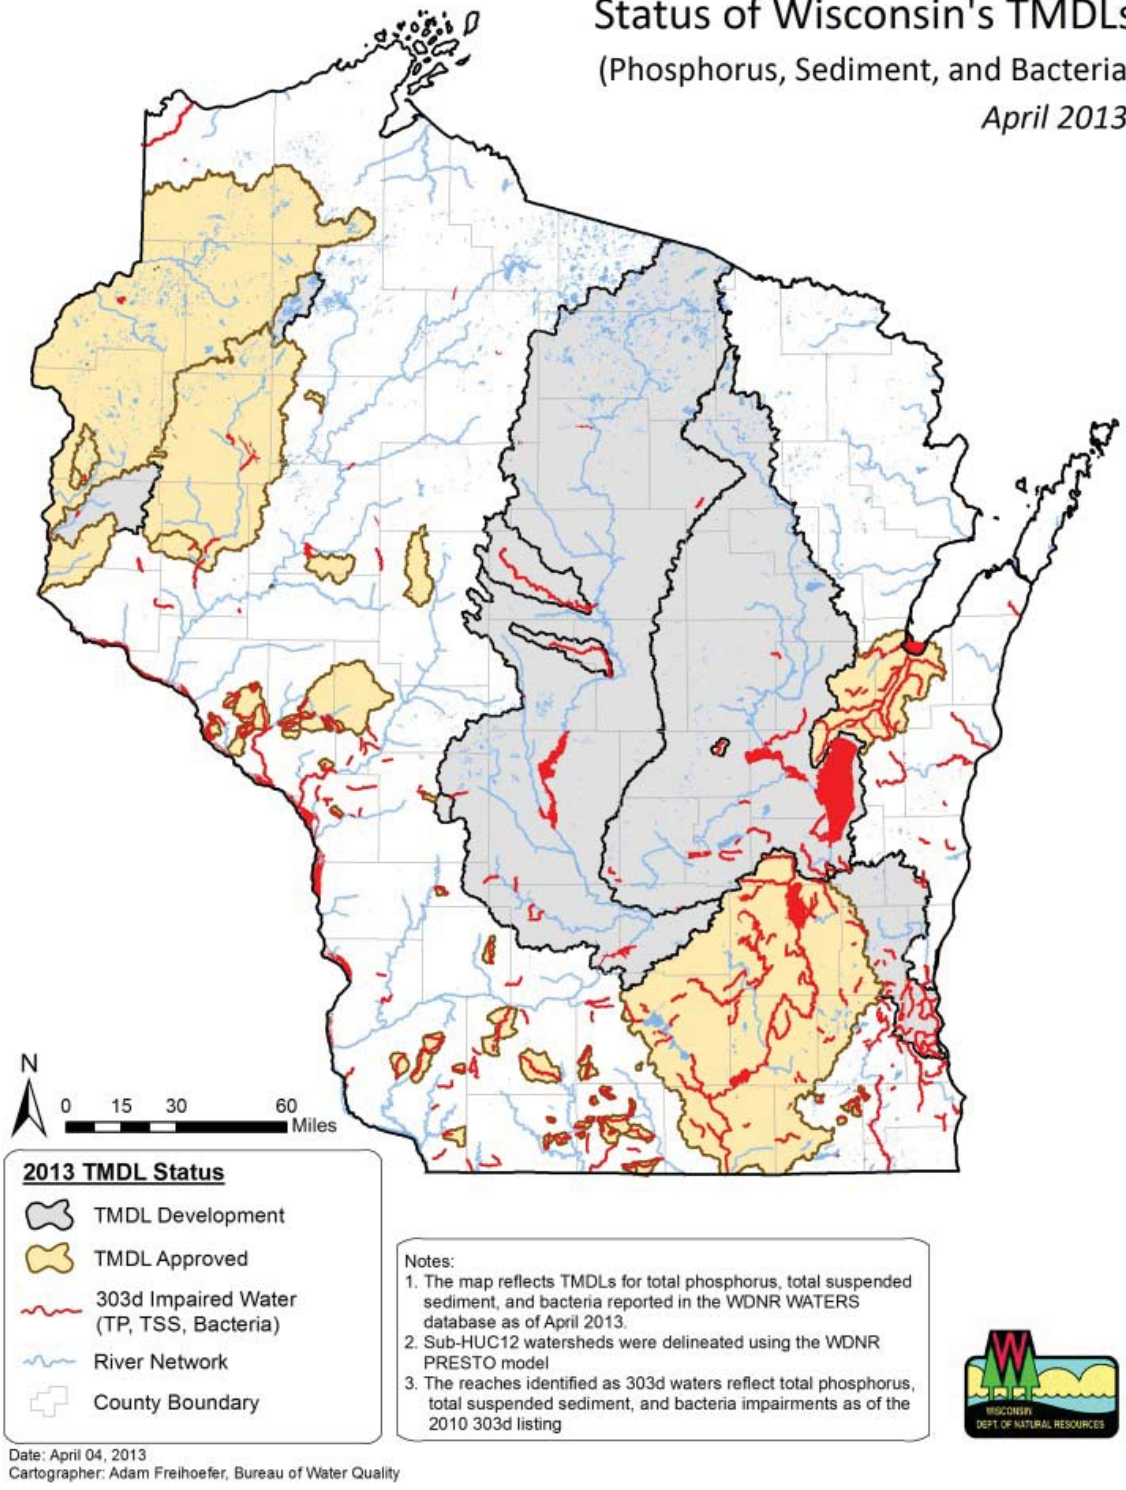 Status of Wisconsin's TMDLs
(Phosphorus, Sediment, and Bacteria
April 2013
N
0 15 30 60
Miles
2013 TMDL Status
TMDL Development
TMDL Approved
303d Impaired Water
(TP, TSS, Bacteria)
River Network
County Boundary
Notes:
1. The map reflects TMDLs for total phosphorus, total suspended
sediment, and bacteria reported in the WDNR WATERS
database as of April 2013.
2. Sub-HUC12 watersheds were delineated using the WDNR
PRESTO model
3. The reaches identified as 303d waters reflect total phosphorus,
total suspended sediment, and bacteria impairments as of the
2010 303d listing
W
WISCONSIN
DEPT. OF NATURAL RESOURCES
Date: April 04, 2013
Cartographer: Adam Freihoefer, Bureau of Water Quality